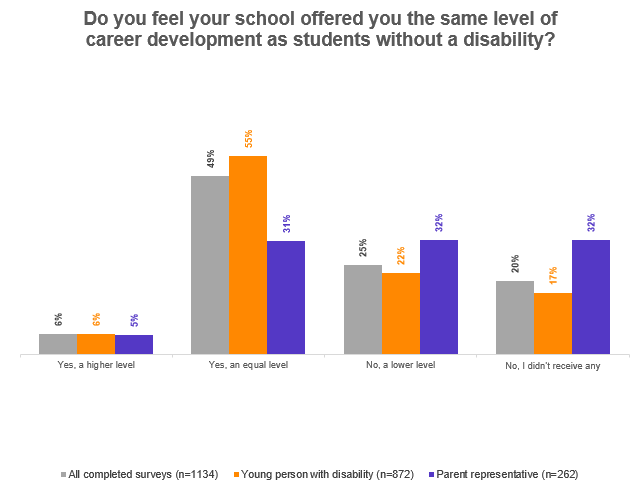 Do you feel your school offered you the same level of
career development as students without a disability?
6%
6%
5%
49%
55%
31%
25%
22%
32%
20%
17%
32%
Yes, a higher level
Yes, an equal level
No, a lower level
No, I didn't receive any
All completed surveys (n=1134)
Young person with disability (n=872)
Parent representative (n=262)